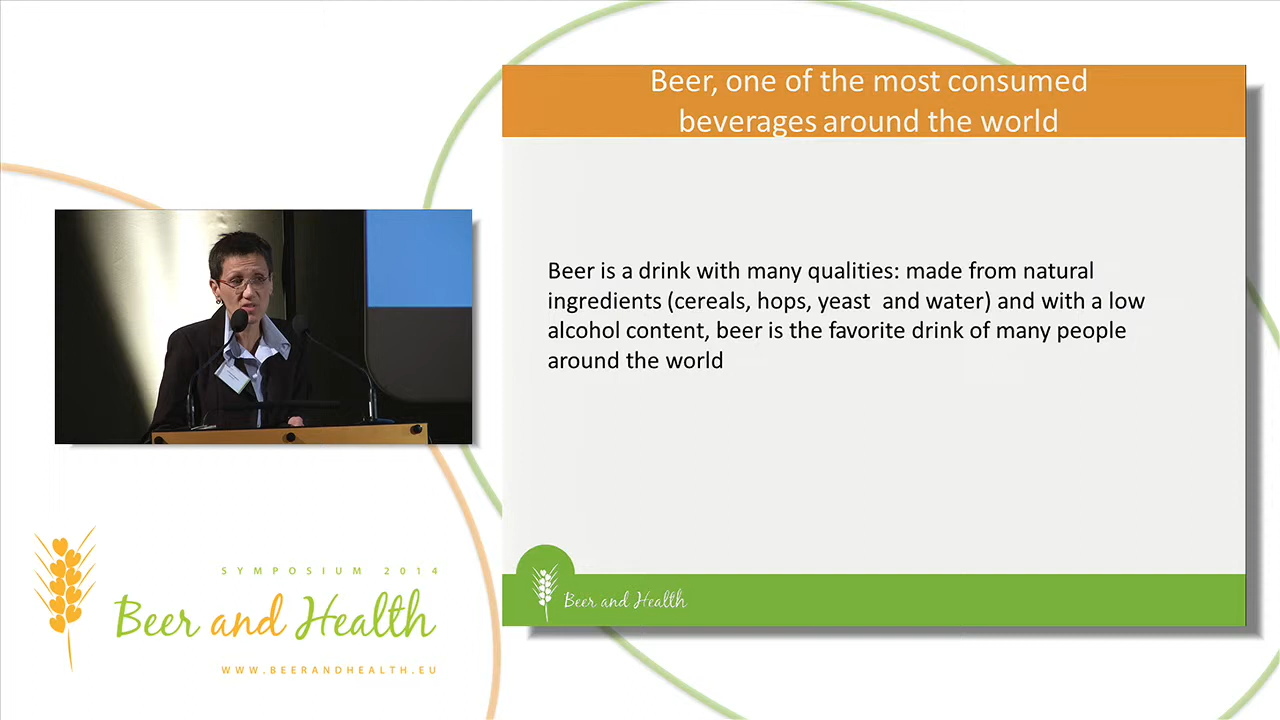 Beer, one of the most consumed
beverages around the world
Beer is a drink with many qualities: made from natural
ingredients (cereals, hops, yeast and water) and with a low
alcohol content, beer is the favorite drink of many people
around the world
Beer and Health
SYMPOSIUM 2014
Beer and Health
WWW.BEERANDHEALTH.EU